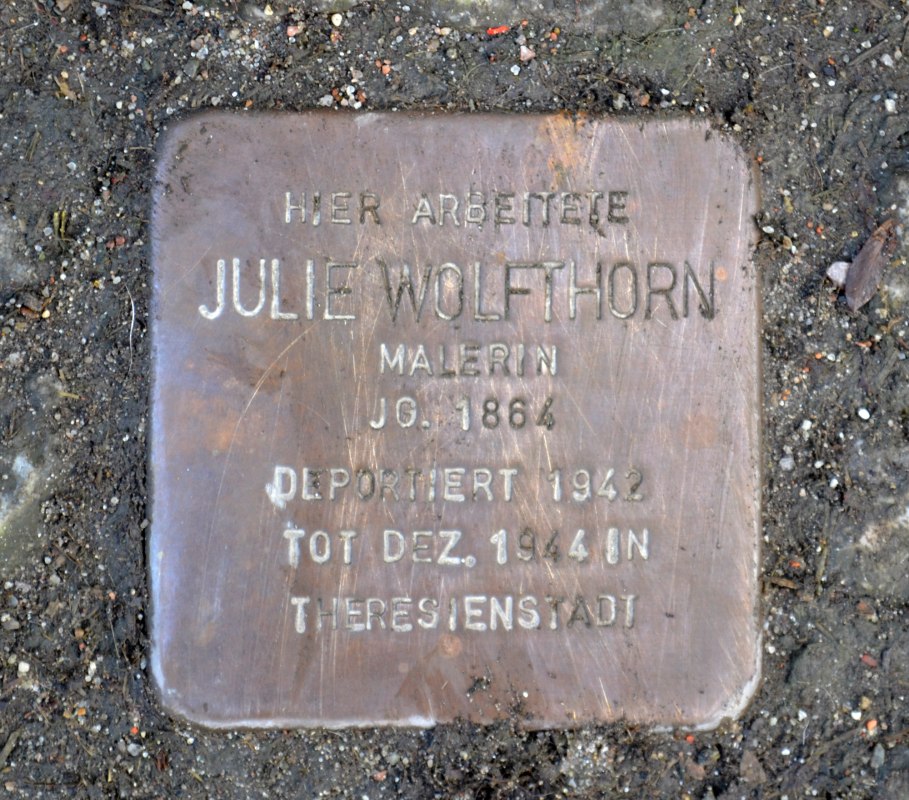 HIER ARBEITETE
JULIE WOLFTHORN
MALERIN
JG. 1864
DEPORTIERT 1942
TOT DEZ. 1944 IN
THERESIENSTADT